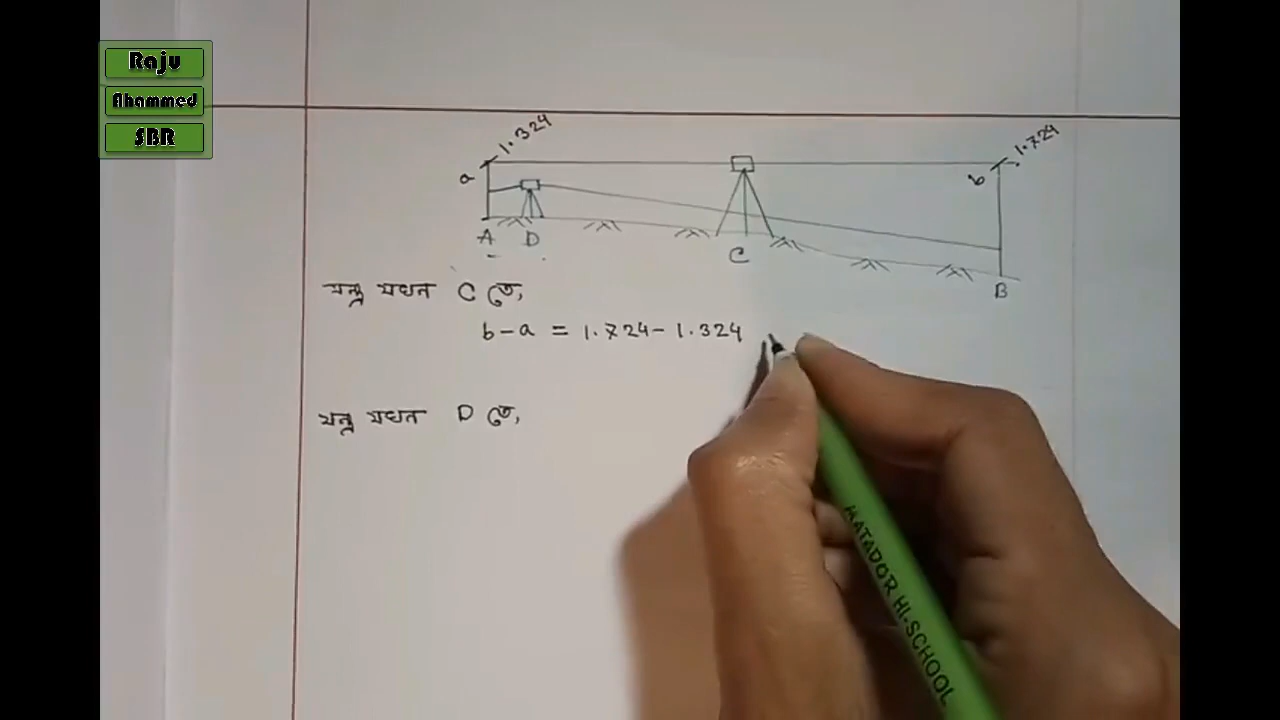 Raju
Ahammed
SBR
1.324
1.724
a
b
A
D
C
B
যন্ত্র যখন C তে,
b-a = 1.724- 1.324
যন্ত্র যখন D তে,
MATADOR HI-SCHOOL